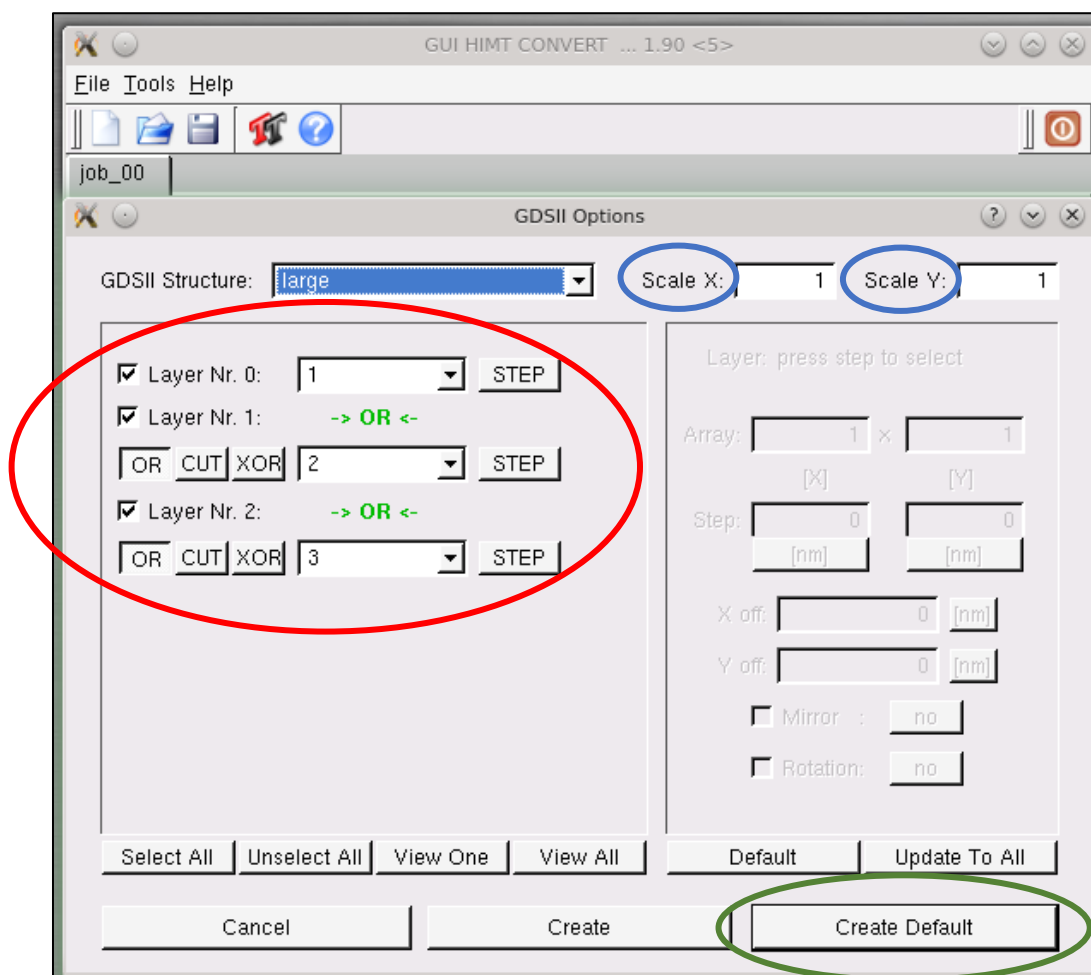 GUI HIMT CONVERT ... 1.90 <5>
File Tools Help
job_00
GDSII Options
GDSII Structure: large Scale X: 1 Scale Y: 1
Layer Nr. 0: 1 STEP
Layer Nr. 1: -> OR <-
OR CUT XOR 2 STEP
Layer Nr. 2: -> OR <-
OR CUT XOR 3 STEP
Layer: press step to select
Array: 1 x 1
[X] [Y]
Step: 0 0
[nm] [nm]
X off: 0 [nm]
Y off: 0 [nm]
Mirror : no
Rotation: no
Select All Unselect All View One View All Default Update To All
Cancel Create Create Default